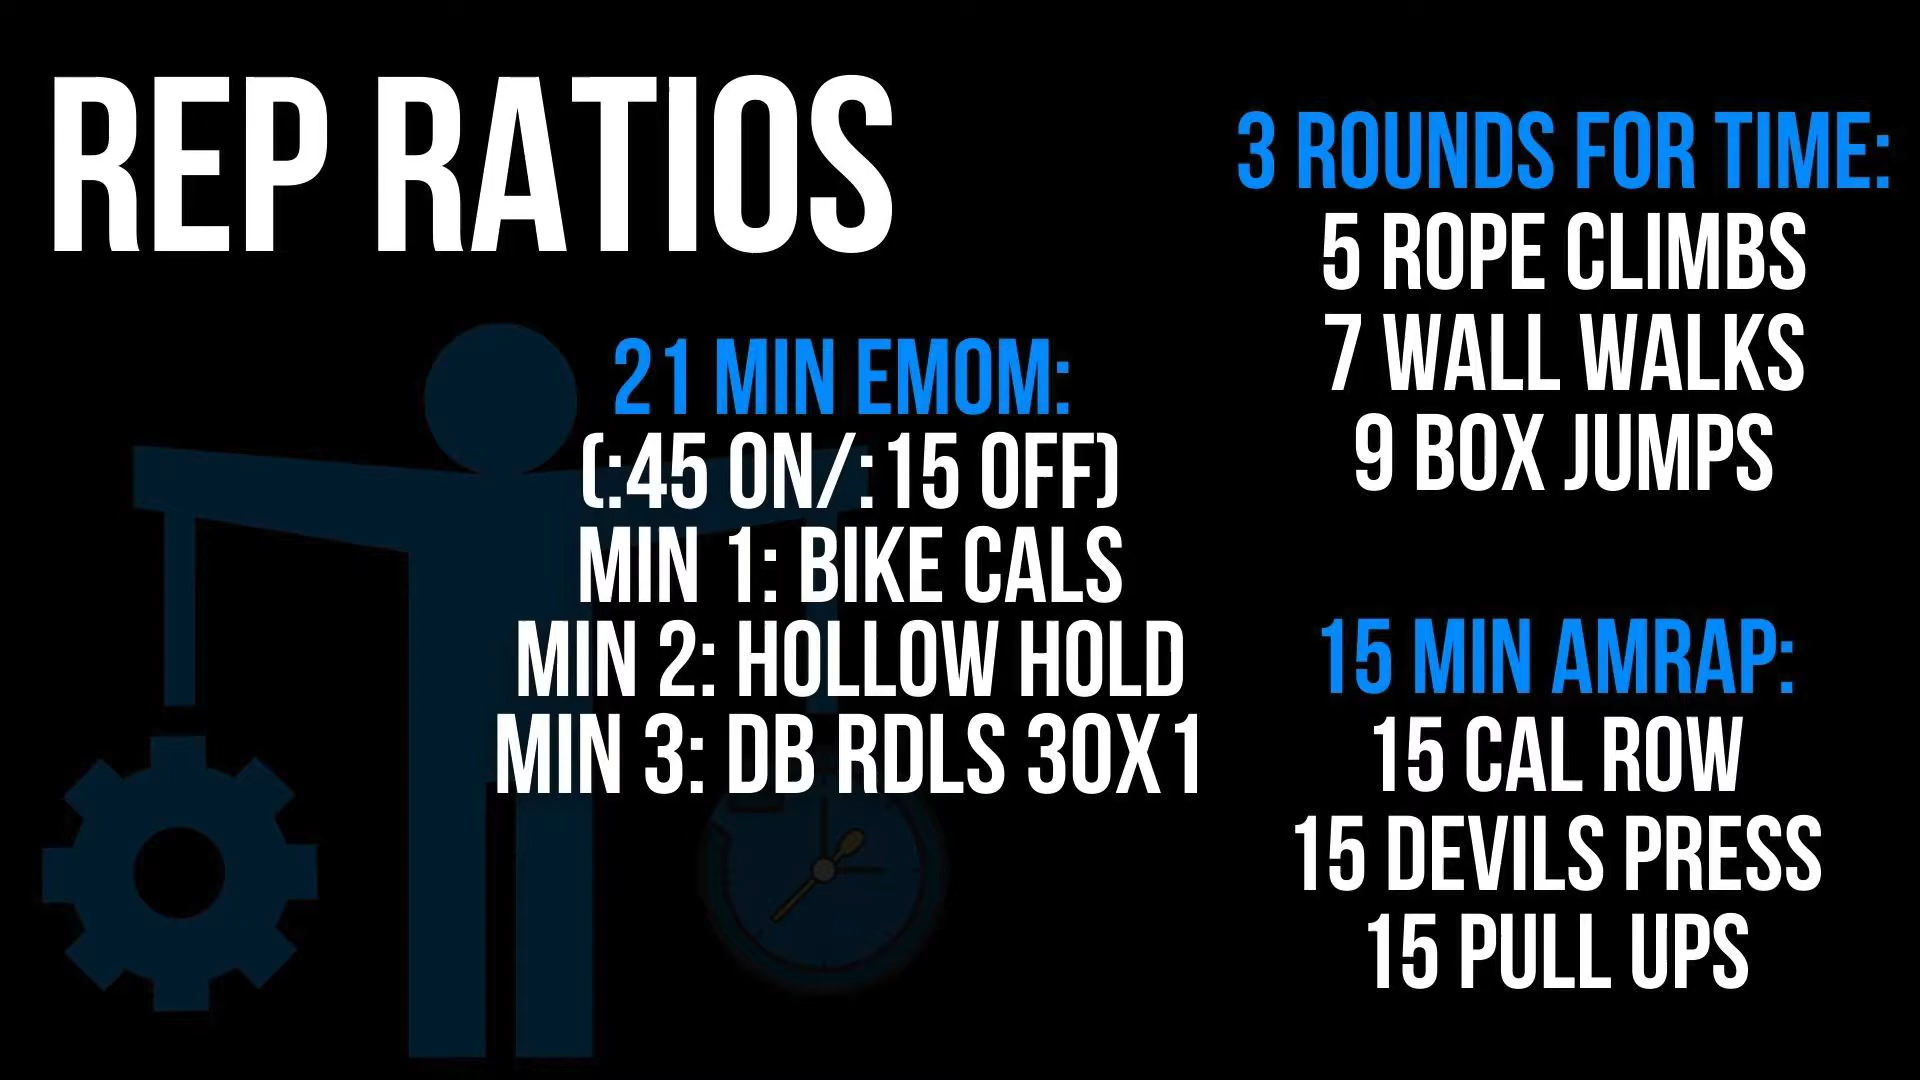 REP RATIOS
21 MIN EMOM:
(:45 ON/:15 OFF)
MIN 1: BIKE CALS
MIN 2: HOLLOW HOLD
MIN 3: DB RDLS 30X1
3 ROUNDS FOR TIME:
5 ROPE CLIMBS
7 WALL WALKS
9 BOX JUMPS
15 MIN AMRAP:
15 CAL ROW
15 DEVILS PRESS
15 PULL UPS